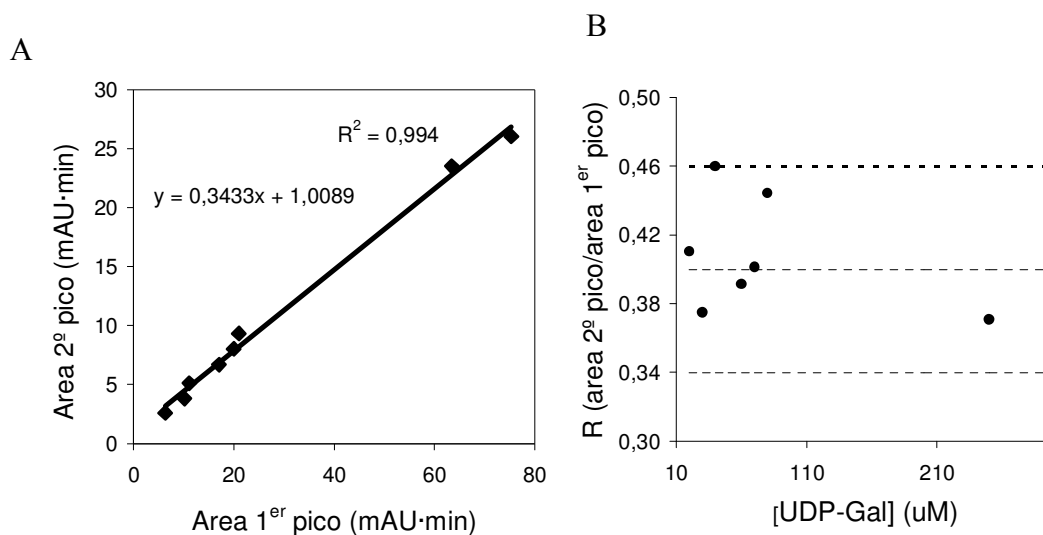 A
Area 2º pico (mAU·min)
30
25
20
15
10
5
0
R² = 0,994
y = 0,3433x + 1,0089
0 20 40 60 80
Area 1ᵉʳ pico (mAU·min)
B
R (area 2º pico/area 1ᵉʳ pico)
0,50
0,46
0,42
0,38
0,34
0,30
10 110 210
[UDP-Gal] (uM)